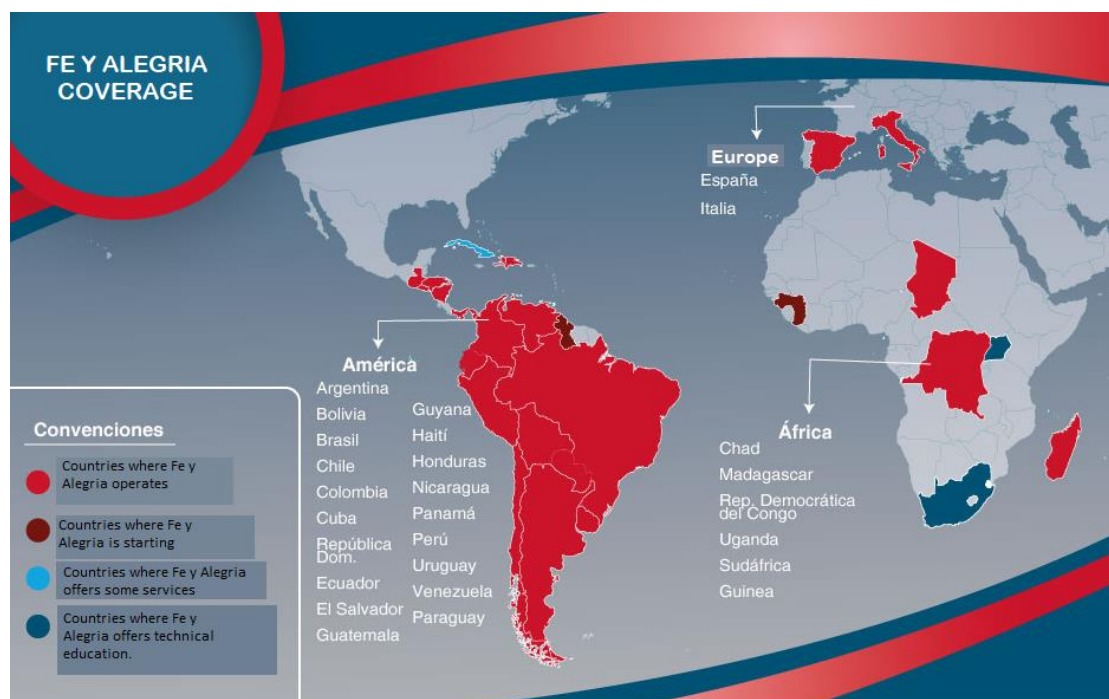 FE Y ALEGRIA
COVERAGE
Europe
España
Italia
América
Argentina
Bolivia
Brasil
Chile
Colombia
Cuba
República
Dom.
Ecuador
El Salvador
Guatemala
Guyana
Haití
Honduras
Nicaragua
Panamá
Perú
Uruguay
Venezuela
Paraguay
África
Chad
Madagascar
Rep. Democrática
del Congo
Uganda
Sudáfrica
Guinea
Convenciones
Countries where Fe y
Alegria operates
Countries where Fe y
Alegria is starting
Countries where Fe y Alegria
offers some services
Countries where Fe y
Alegria offers technical
education.